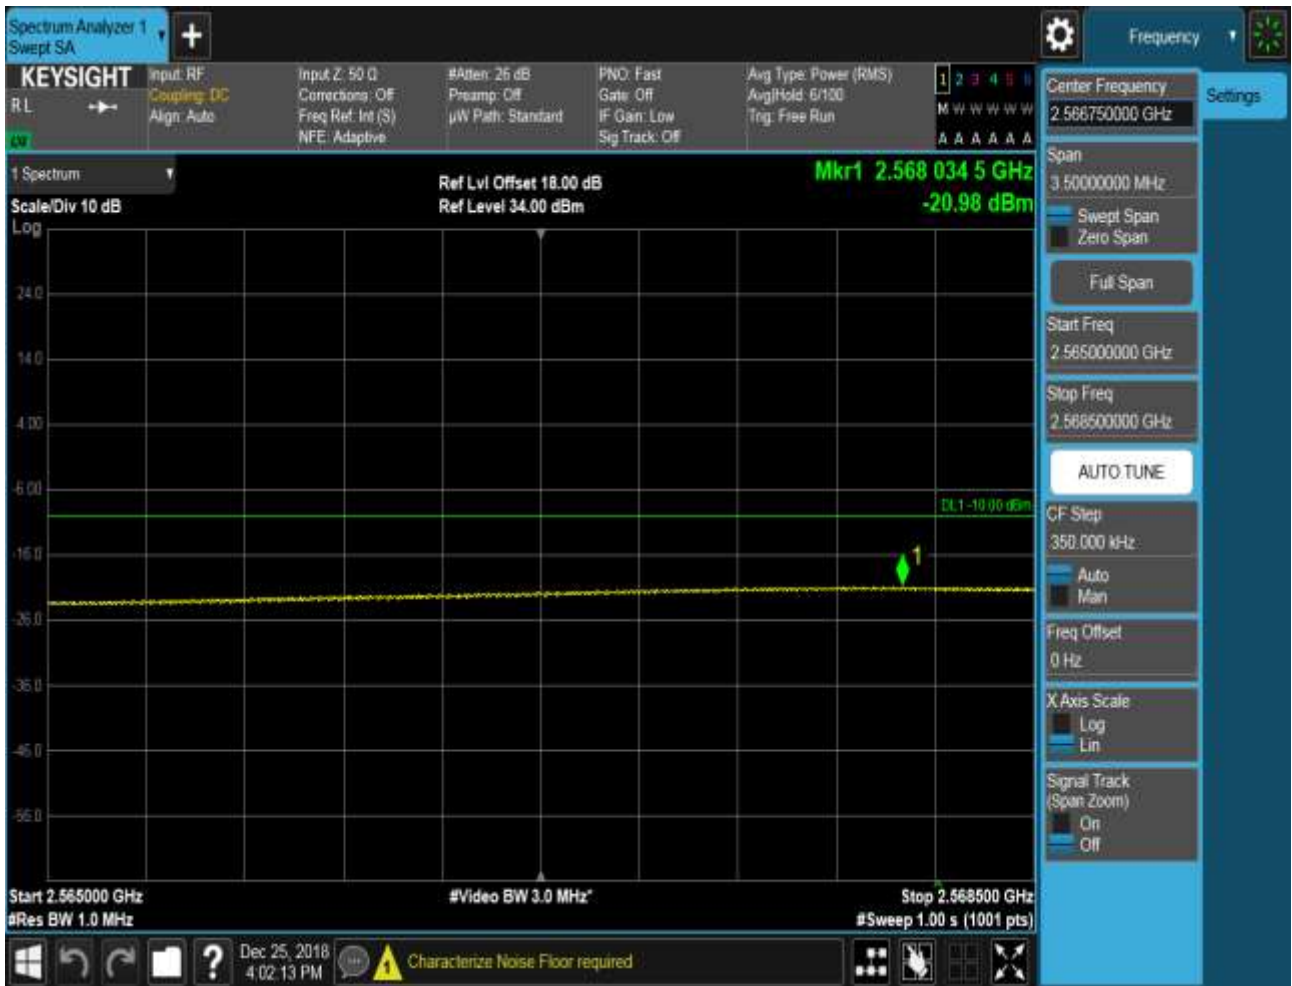 Spectrum Analyzer 1
Swept SA
+
Frequency
KEYSIGHT
Input: RF
Coupling: DC
Align: Auto
Input Z: 50 Ω
Corrections: Off
Freq Ref: Int (S)
NFE: Adaptive
#Atten: 26 dB
Preamp: Off
µW Path: Standard
PNO: Fast
Gate: Off
IF Gain: Low
Sig Track: Off
Avg Type: Power (RMS)
Avg|Hold: 6/100
Trig: Free Run
1 2 3 4 5 6
M W W W W W
A A A A A A
R L
1 Spectrum
Scale/Div 10 dB
Log
Ref Lvl Offset 18.00 dB
Ref Level 34.00 dBm
Mkr1 2.568 034 5 GHz
-20.98 dBm
24.0
14.0
4.00
-6.00
-16.0
-26.0
-36.0
-46.0
-56.0
DL1 -10.00 dBm
1
Start 2.565000 GHz
#Res BW 1.0 MHz
#Video BW 3.0 MHz*
Stop 2.568500 GHz
#Sweep 1.00 s (1001 pts)
Center Frequency
2.566750000 GHz
Settings
Span
3.50000000 MHz
Swept Span
Zero Span
Full Span
Start Freq
2.565000000 GHz
Stop Freq
2.568500000 GHz
AUTO TUNE
CF Step
350.000 kHz
Auto
Man
Freq Offset
0 Hz
X Axis Scale
Log
Lin
Signal Track
(Span Zoom)
On
Off
?
Dec 25, 2018
4:02:13 PM
1
Characterize Noise Floor required